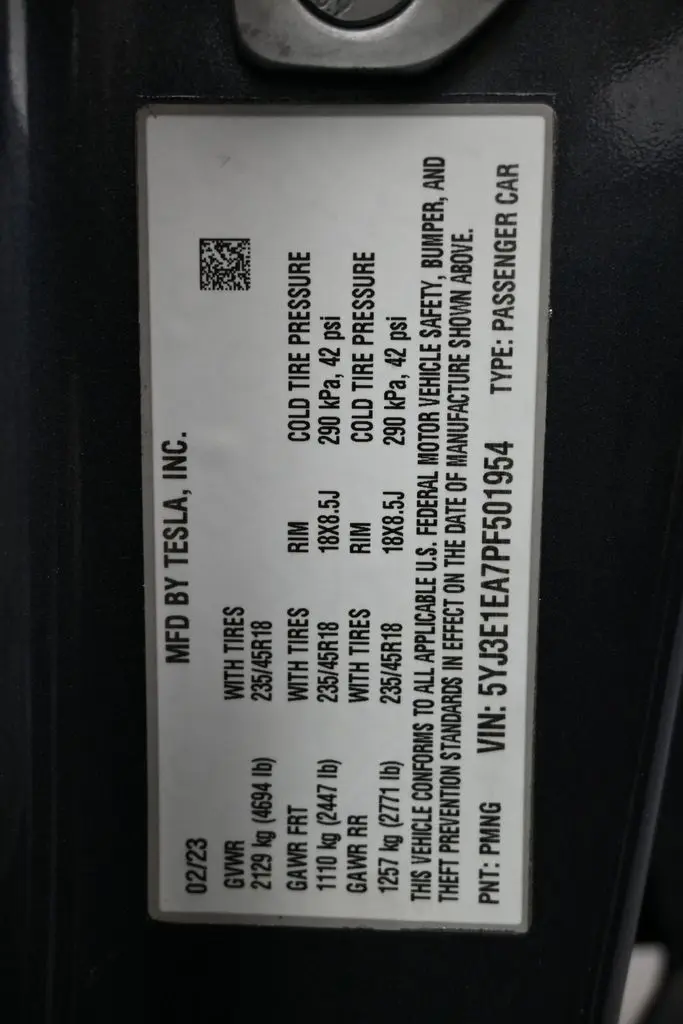 MFD BY TESLA, INC.
02/23
GVWR WITH TIRES
2129 kg (4694 lb) 235/45R18
GAWR FRT WITH TIRES RIM COLD TIRE PRESSURE
1110 kg (2447 lb) 235/45R18 18X8.5J 290 kPa, 42 psi
GAWR RR WITH TIRES RIM COLD TIRE PRESSURE
1257 kg (2771 lb) 235/45R18 18X8.5J 290 kPa, 42 psi
THIS VEHICLE CONFORMS TO ALL APPLICABLE U.S. FEDERAL MOTOR VEHICLE SAFETY, BUMPER, AND
THEFT PREVENTION STANDARDS IN EFFECT ON THE DATE OF MANUFACTURE SHOWN ABOVE.
PNT: PMNG VIN: 5YJ3E1EA7PF501954 TYPE: PASSENGER CAR